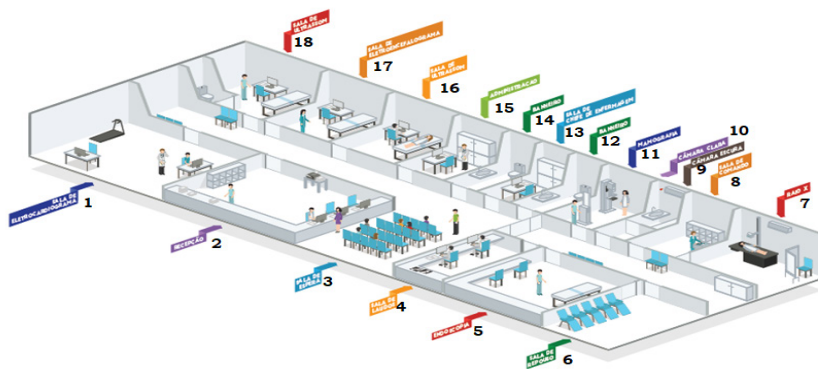 18
SALA DE
ULTRASSOM
17
SALA DE
ELETROENCEFALOGRAMA
16
SALA DE
ULTRASSOM
15
ADMINISTRAÇÃO
14
BANHEIRO
13
SALA DE
CHEFE DE ENFERMAGEM
12
BANHEIRO
11
MAMOGRAFIA
10
CÂMARA CLARA
9
CÂMARA ESCURA
8
SALA DE
COMANDO
7
RAIO X
1
SALA DE
ELETROCARDIOGRAMA
2
RECEPÇÃO
3
SALA DE
ESPERA
4
SALA DE
LAUDOS
5
ENDOSCOPIA
6
SALA DE
REPOUSO